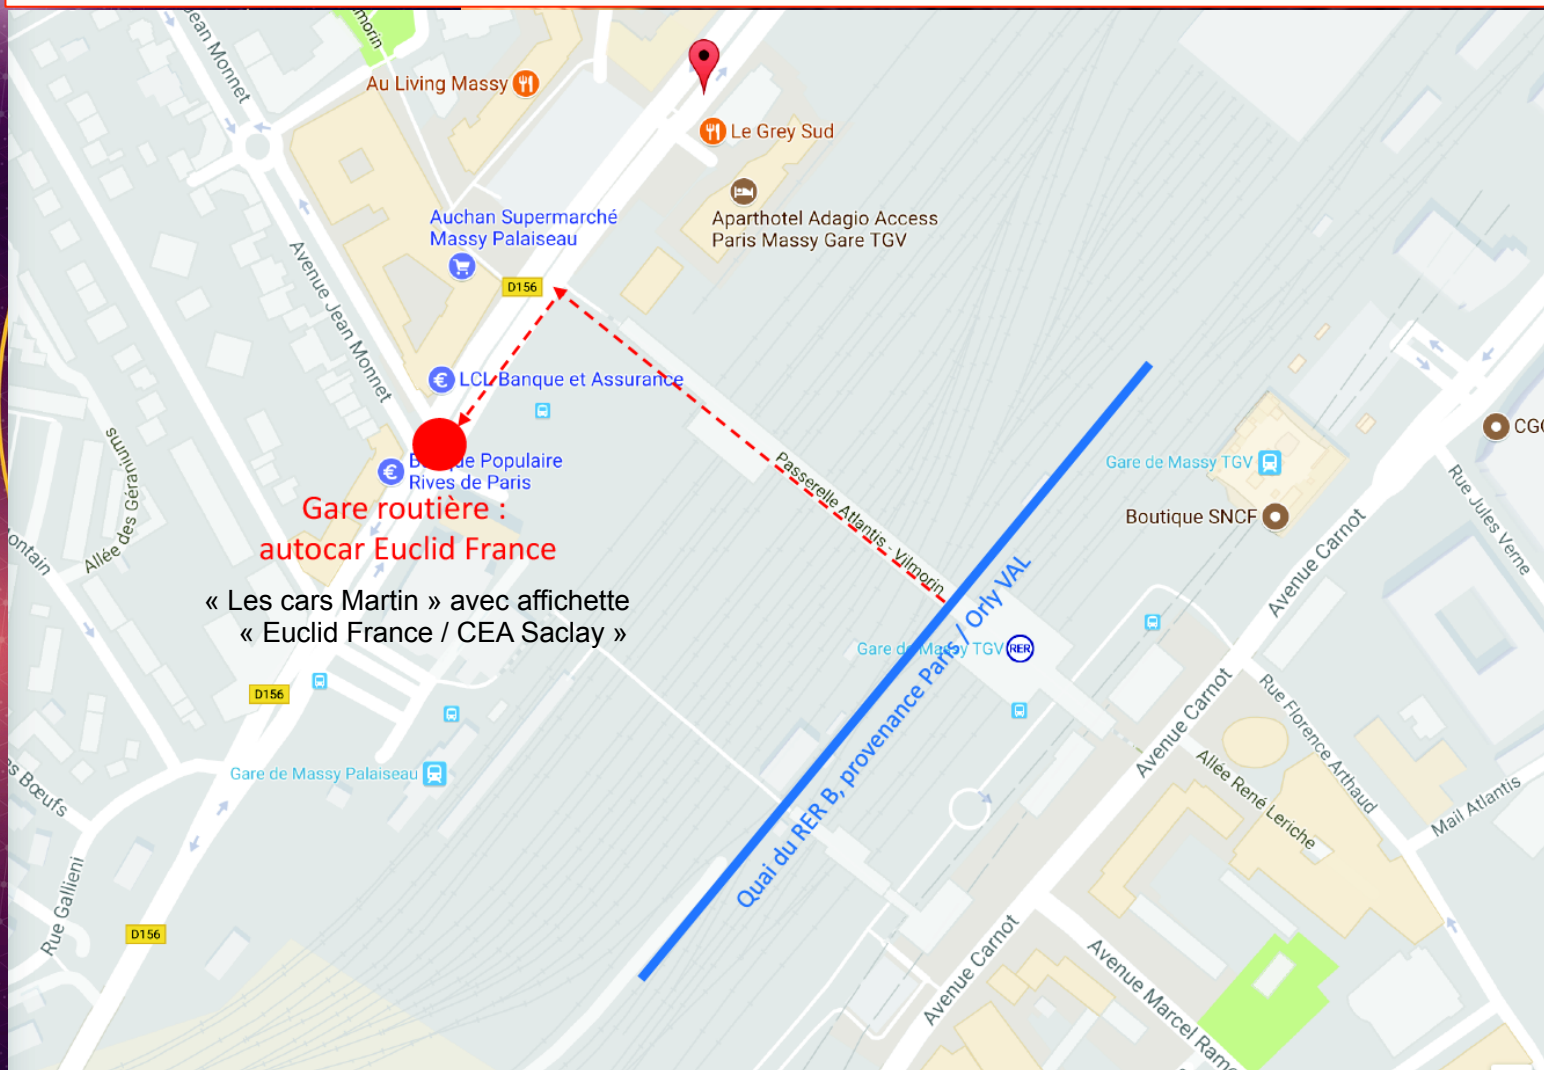 Jean Monnet
morin
Au Living Massy
Le Grey Sud
Auchan Supermarché
Massy Palaiseau
Aparthotel Adagio Access
Paris Massy Gare TGV
D156
Avenue Jean Monnet
LCL Banque et Assurance
Populaire
Rives de Paris
Gare routière :
autocar Euclid France
« Les cars Martin » avec affichette
« Euclid France / CEA Saclay »
Allée des Géraniums
ontain
Passerelle Atlantis - Vilmorin
Gare de Massy TGV
Boutique SNCF
CGG
Rue Jules Verne
Avenue Carnot
Quai du RER B, provenance Paris / Orly VAL
Gare de Massy TGV
RER
Avenue Carnot
Rue Florence Arthaud
Allée René Leriche
Mail Atlantis
D156
Gare de Massy Palaiseau
s Bœufs
Rue Gallieni
D156
Avenue Carnot
Avenue Marcel Ram